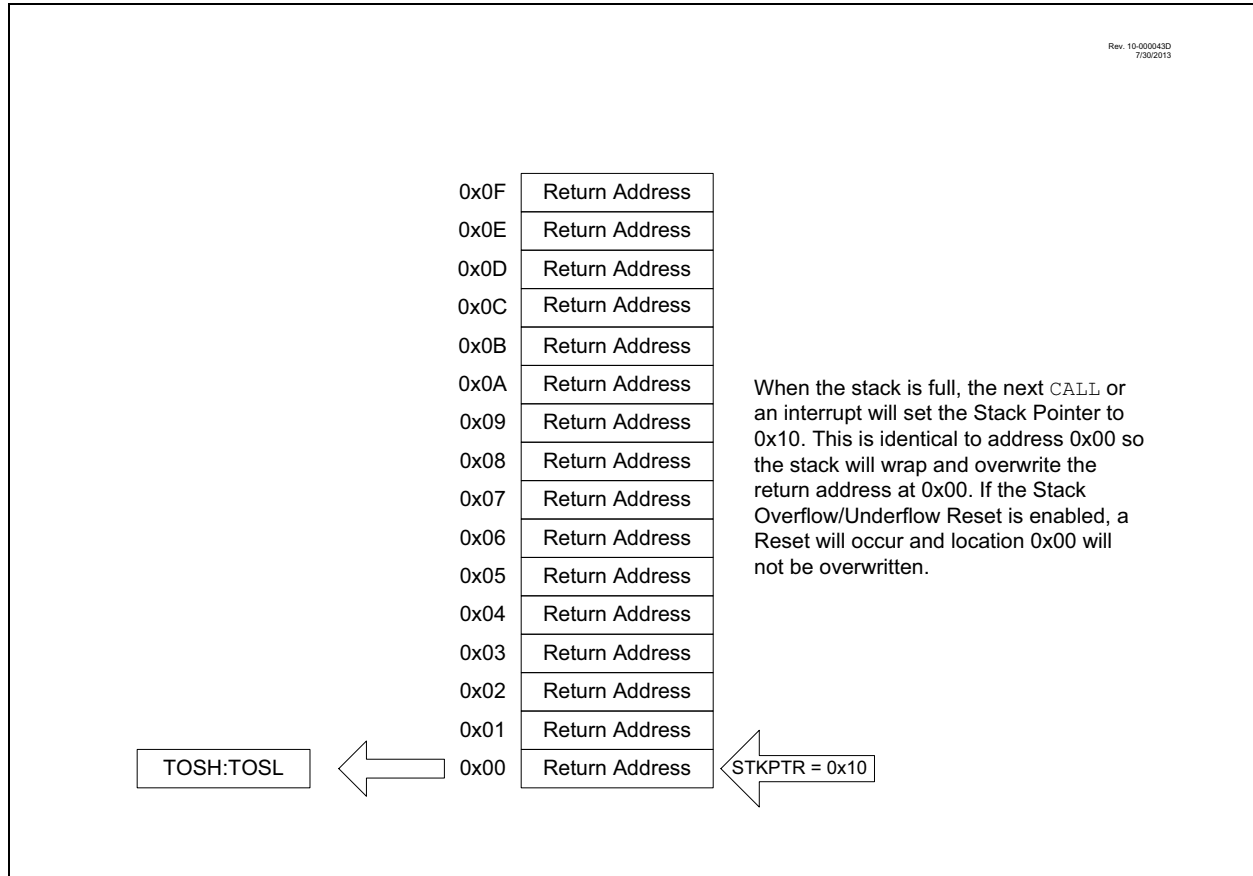 Rev. 10-000043D
7/30/2013
0x0F Return Address
0x0E Return Address
0x0D Return Address
0x0C Return Address
0x0B Return Address
0x0A Return Address
0x09 Return Address
0x08 Return Address
0x07 Return Address
0x06 Return Address
0x05 Return Address
0x04 Return Address
0x03 Return Address
0x02 Return Address
0x01 Return Address
TOSH:TOSL 0x00 Return Address STKPTR = 0x10
When the stack is full, the next CALL or
an interrupt will set the Stack Pointer to
0x10. This is identical to address 0x00 so
the stack will wrap and overwrite the
return address at 0x00. If the Stack
Overflow/Underflow Reset is enabled, a
Reset will occur and location 0x00 will
not be overwritten.